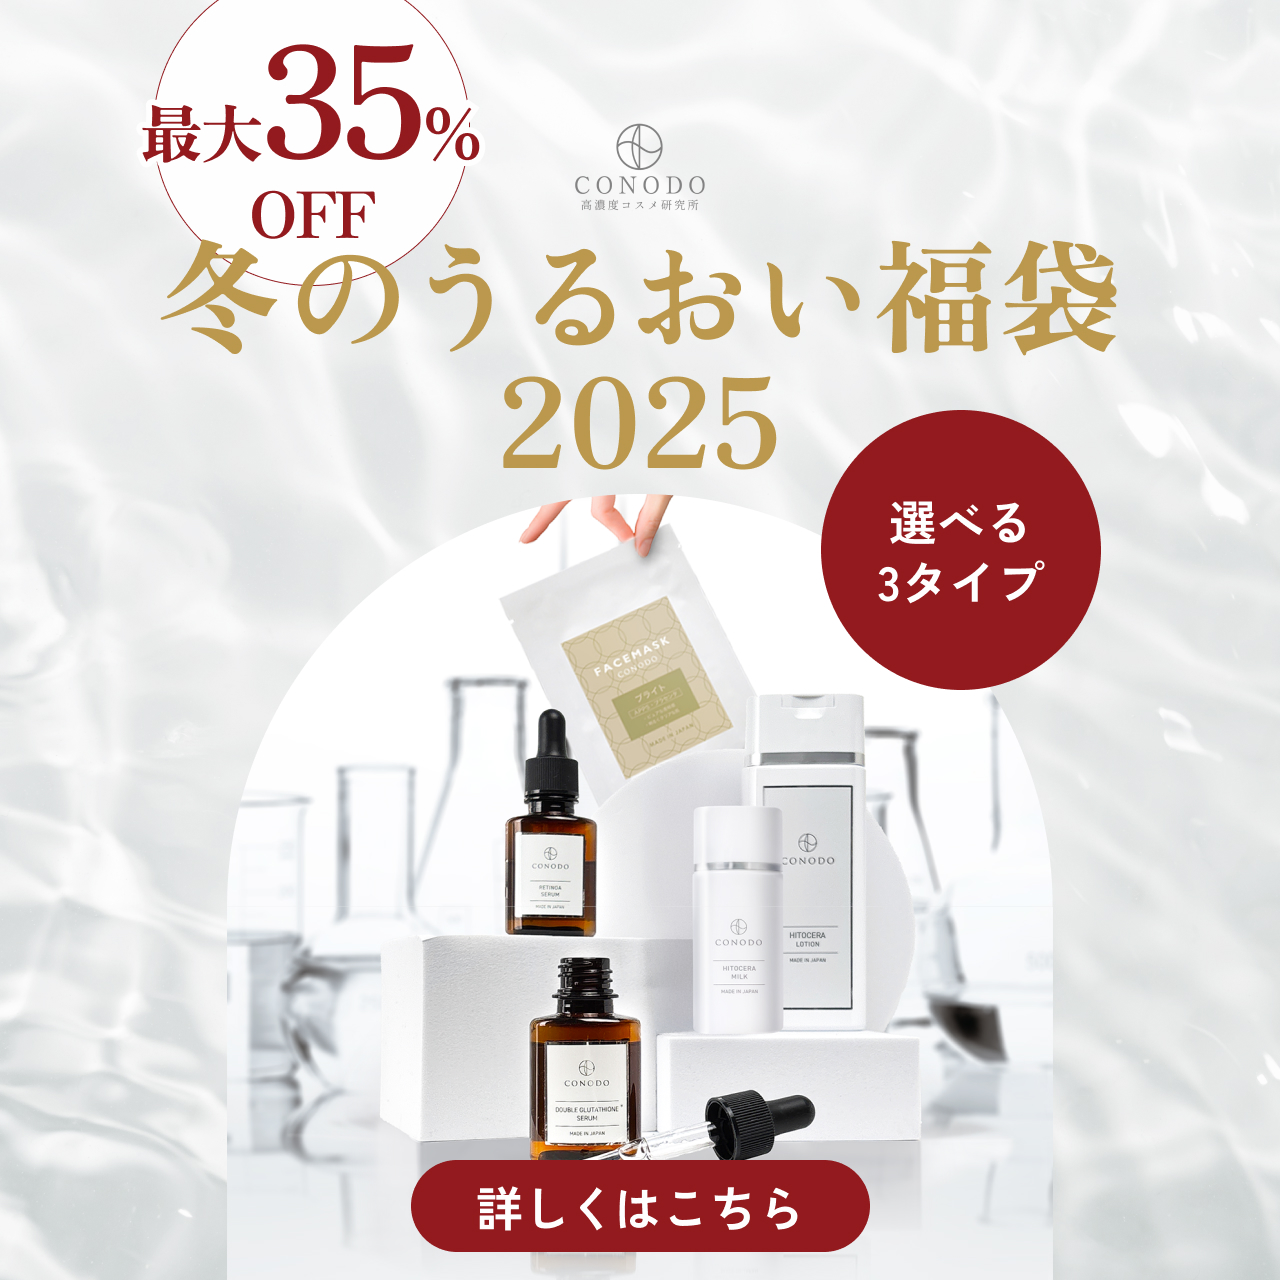 最大35%
OFF
CONODO
高濃度コスメ研究所
冬のうるおい福袋
2025
選べる
3タイプ
FACEMASK
CONODO
ブライト
MADE IN JAPAN
CONODO
RETINOA
SERUM
MADE IN JAPAN
CONODO
HITOCERA
LOTION
MADE IN JAPAN
CONODO
HITOCERA
MILK
MADE IN JAPAN
CONODO
DOUBLE GLUTATHIONE
SERUM
MADE IN JAPAN
詳しくはこちら